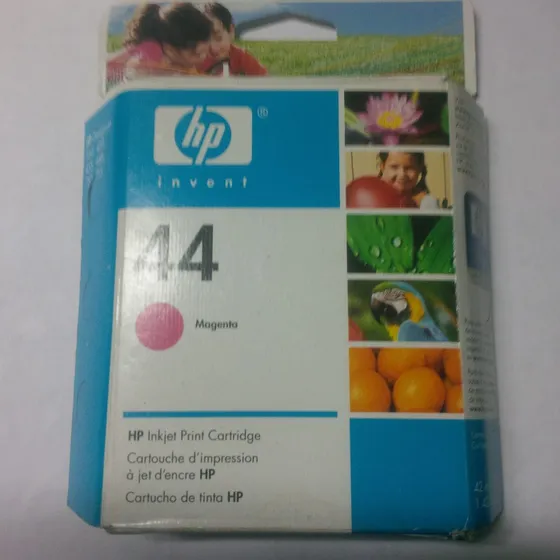 hp®
invent
44
Magenta
HP Inkjet Print Cartridge
Cartouche d'impression
à jet d'encre HP
Cartucho de tinta HP